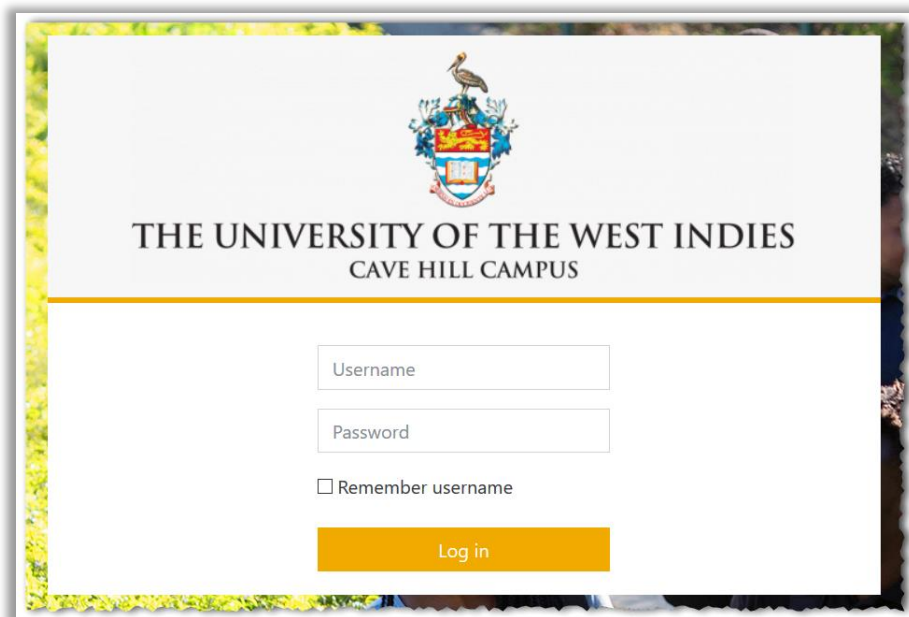 THE UNIVERSITY OF THE WEST INDIES
CAVE HILL CAMPUS
Username
Password
Remember username
Log in